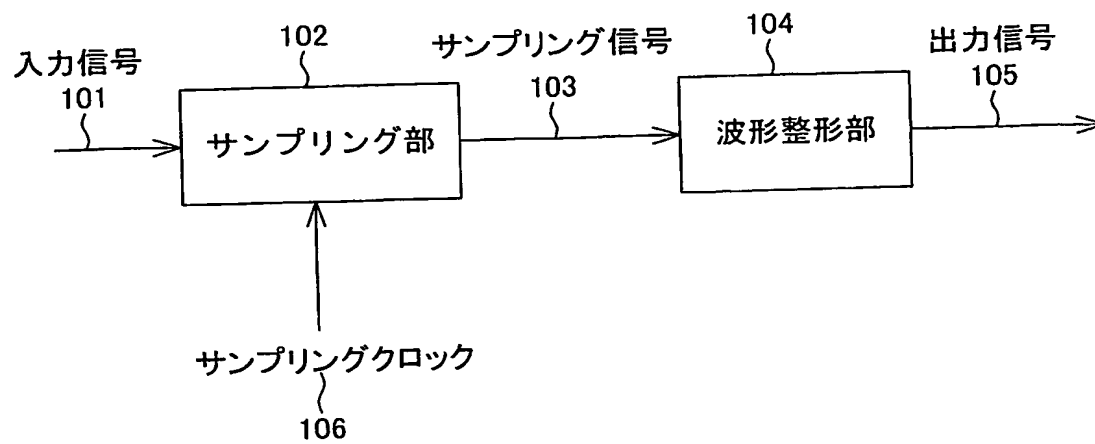 入力信号
101
102
サンプリング部
サンプリング信号
103
104
波形整形部
出力信号
105
サンプリングクロック
106